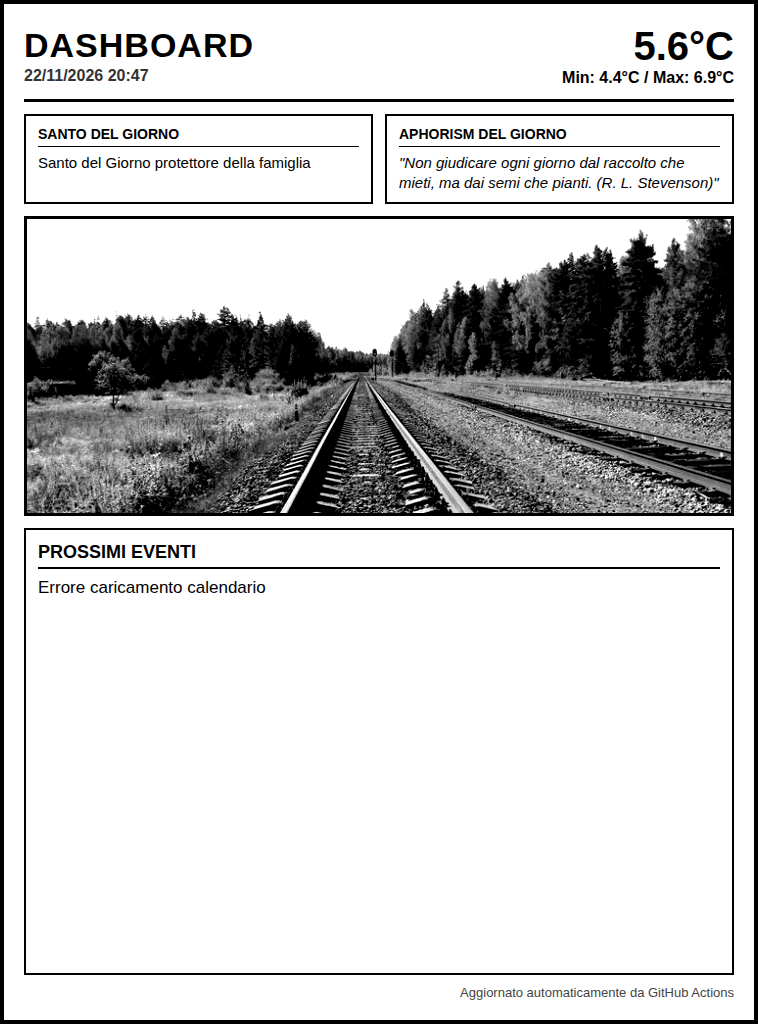 DASHBOARD
22/11/2026 20:47
5.6°C
Min: 4.4°C / Max: 6.9°C
SANTO DEL GIORNO
Santo del Giorno protettore della famiglia
APHORISM DEL GIORNO
"Non giudicare ogni giorno dal raccolto che
mieti, ma dai semi che pianti. (R. L. Stevenson)"
PROSSIMI EVENTI
Errore caricamento calendario
Aggiornato automaticamente da GitHub Actions